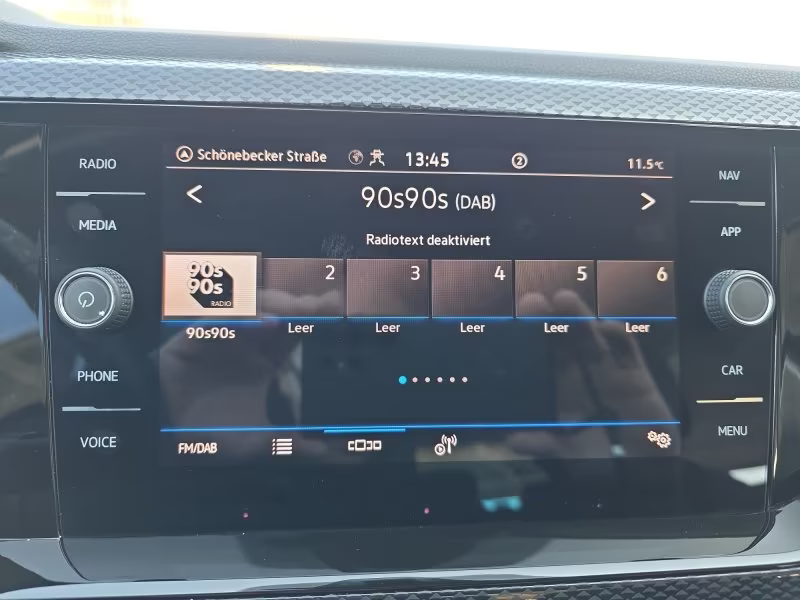 RADIO
MEDIA
PHONE
VOICE
Schönebecker Straße 13:45 2 11.5°C
< 90s90s (DAB) >
Radiotext deaktiviert
90s
90s
RADIO
2 3 4 5 6
90s90s Leer Leer Leer Leer Leer
FM/DAB
NAV
APP
CAR
MENU